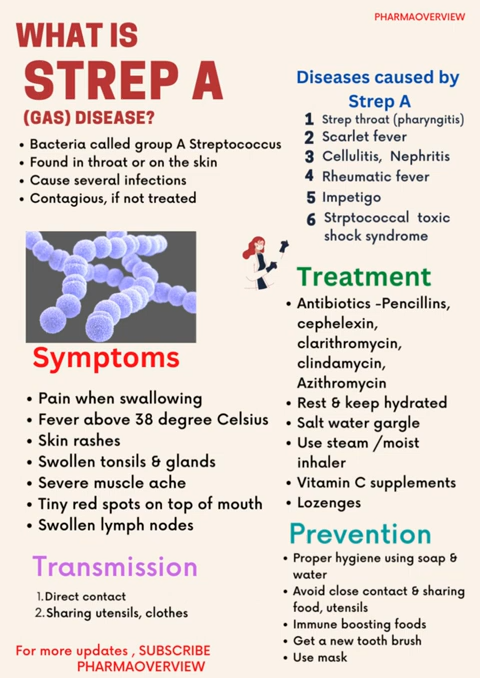 PHARMAOVERVIEW
WHAT IS
STREP A
(GAS) DISEASE?
• Bacteria called group A Streptococcus
• Found in throat or on the skin
• Cause several infections
• Contagious, if not treated
Diseases caused by
Strep A
1 Strep throat (pharyngitis)
2 Scarlet fever
3 Cellulitis, Nephritis
4 Rheumatic fever
5 Impetigo
6 Strptococcal toxic
shock syndrome
Symptoms
• Pain when swallowing
• Fever above 38 degree Celsius
• Skin rashes
• Swollen tonsils & glands
• Severe muscle ache
• Tiny red spots on top of mouth
• Swollen lymph nodes
Treatment
• Antibiotics -Pencillins,
cephelexin,
clarithromycin,
clindamycin,
Azithromycin
• Rest & keep hydrated
• Salt water gargle
• Use steam /moist
inhaler
• Vitamin C supplements
• Lozenges
Transmission
1. Direct contact
2. Sharing utensils, clothes
Prevention
• Proper hygiene using soap &
water
• Avoid close contact & sharing
food, utensils
• Immune boosting foods
• Get a new tooth brush
• Use mask
For more updates , SUBSCRIBE
PHARMAOVERVIEW